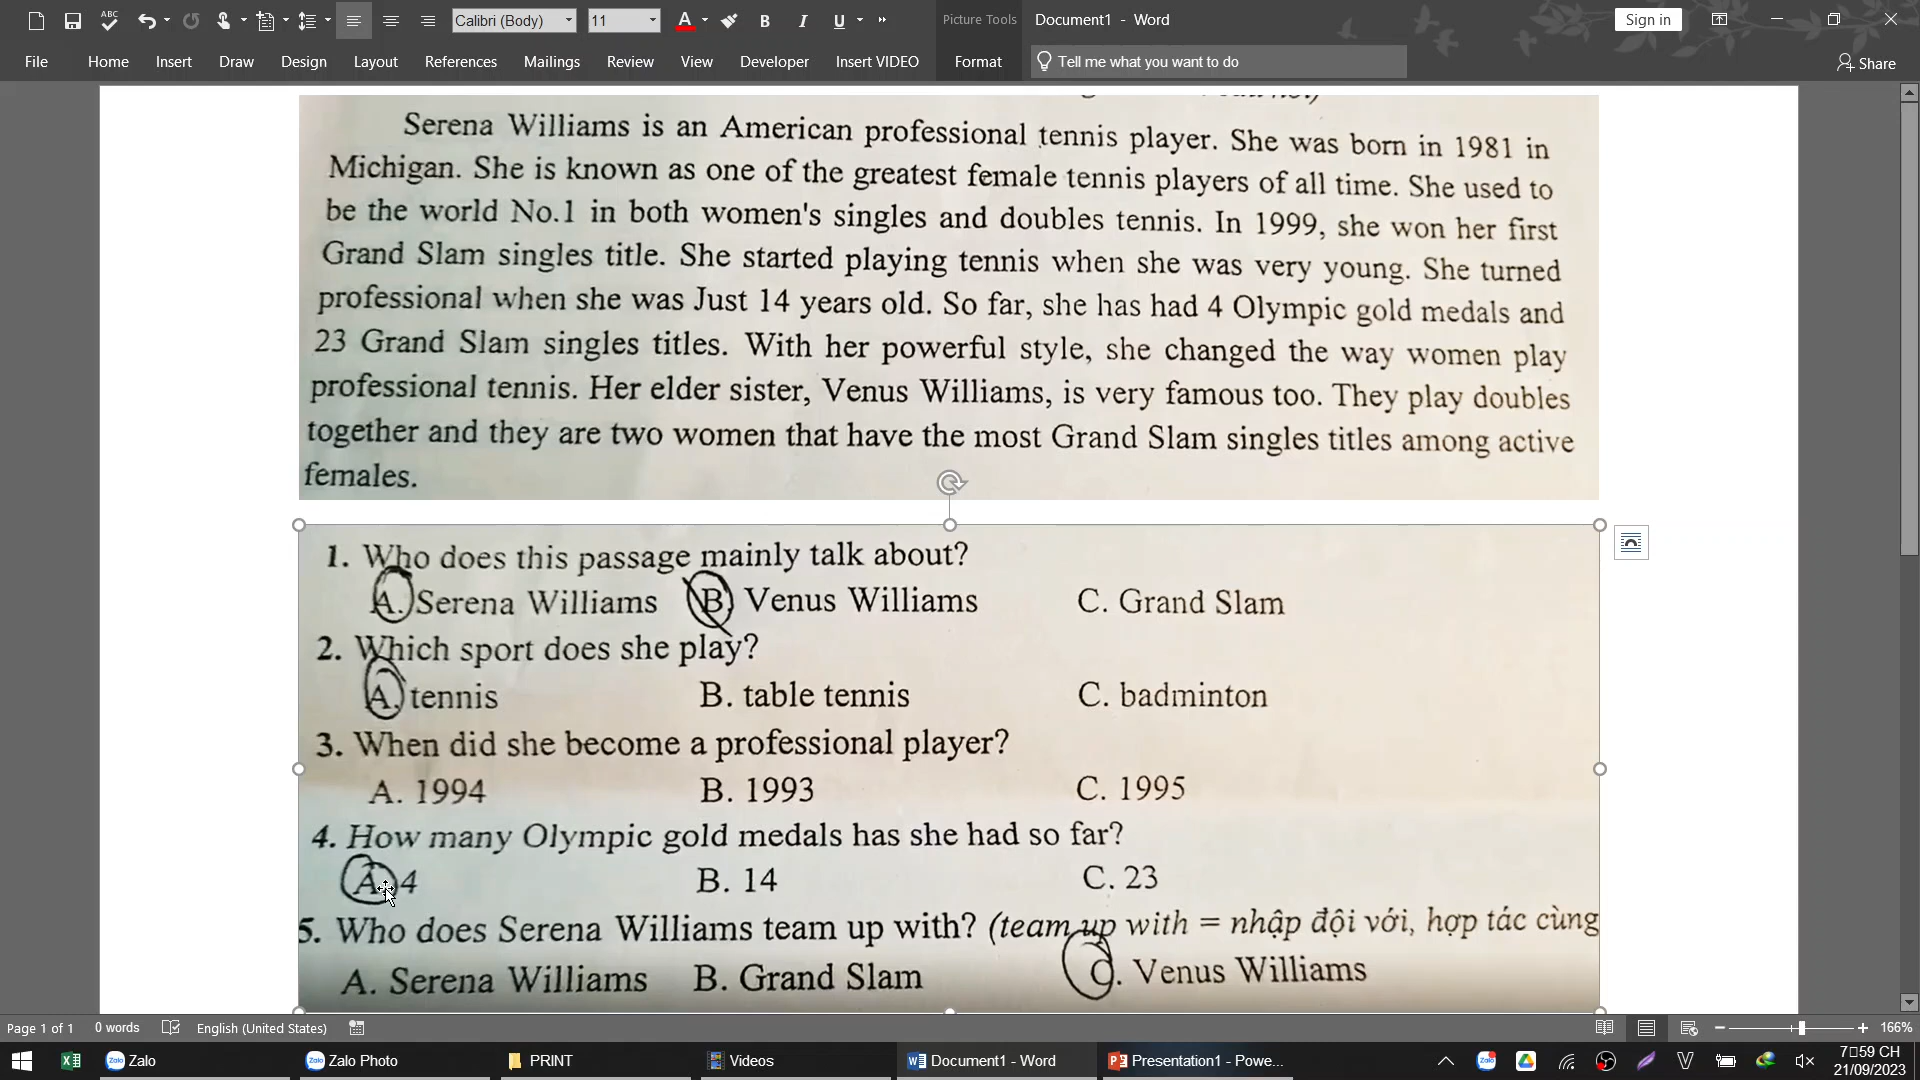 ABC
Calibri (Body)
11
A
B
I
U
Picture Tools
Document1 - Word
Sign in
File
Home
Insert
Draw
Design
Layout
References
Mailings
Review
View
Developer
Insert VIDEO
Format
Tell me what you want to do
Share
Serena Williams is an American professional tennis player. She was born in 1981 in
Michigan. She is known as one of the greatest female tennis players of all time. She used to
be the world No.1 in both women's singles and doubles tennis. In 1999, she won her first
Grand Slam singles title. She started playing tennis when she was very young. She turned
professional when she was Just 14 years old. So far, she has had 4 Olympic gold medals and
23 Grand Slam singles titles. With her powerful style, she changed the way women play
professional tennis. Her elder sister, Venus Williams, is very famous too. They play doubles
together and they are two women that have the most Grand Slam singles titles among active
females.
1. Who does this passage mainly talk about?
A. Serena Williams B. Venus Williams C. Grand Slam
2. Which sport does she play?
A. tennis B. table tennis C. badminton
3. When did she become a professional player?
A. 1994 B. 1993 C. 1995
4. How many Olympic gold medals has she had so far?
A. 4 B. 14 C. 23
5. Who does Serena Williams team up with? (team up with = nhập đội với, hợp tác cùng
A. Serena Williams B. Grand Slam C. Venus Williams
Page 1 of 1
0 words
English (United States)
166%
Zalo
Zalo Photo
PRINT
Videos
Document1 - Word
Presentation1 - Powe...
7:59 CH
21/09/2023